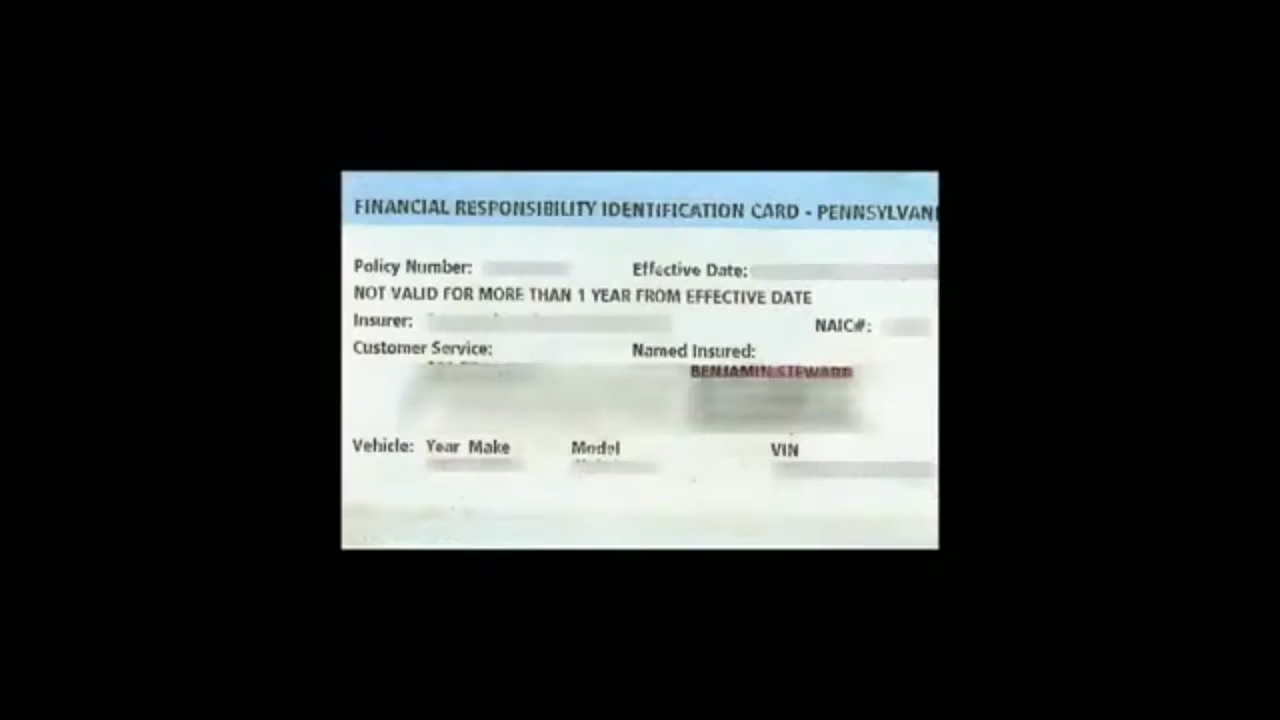 FINANCIAL RESPONSIBILITY IDENTIFICATION CARD - PENNSYLVANI
Policy Number: Effective Date:
NOT VALID FOR MORE THAN 1 YEAR FROM EFFECTIVE DATE
Insurer: NAIC#:
Customer Service: Named Insured:
BENJAMIN STEWARD
Vehicle: Year Make Model VIN